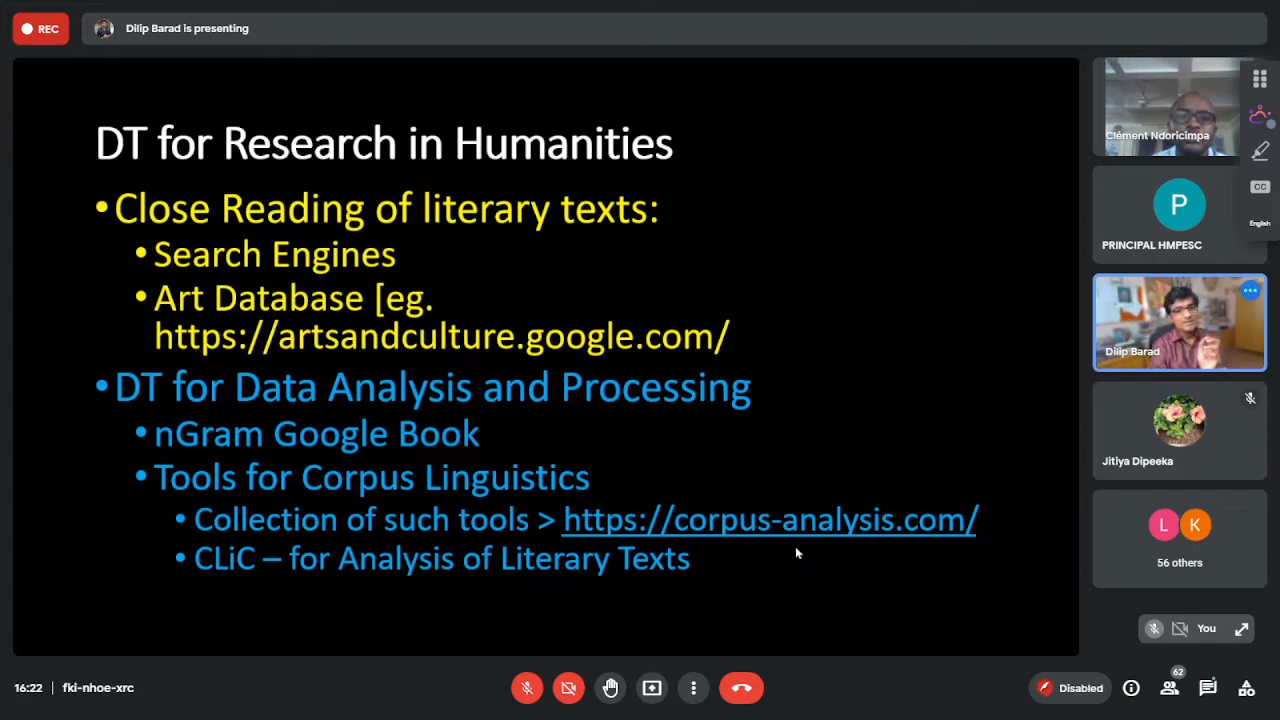 REC
Dilip Barad is presenting
DT for Research in Humanities
•Close Reading of literary texts:
•Search Engines
•Art Database [eg.
https://artsandculture.google.com/
•DT for Data Analysis and Processing
•nGram Google Book
•Tools for Corpus Linguistics
•Collection of such tools > https://corpus-analysis.com/
•CLiC – for Analysis of Literary Texts
Clément Ndoricimpa
CC
English
P
PRINCIPAL HMPESC
Dilip Barad
Jitiya Dipeeka
L K
56 others
You
16:22 | fki-nhoe-xrc
Disabled
62